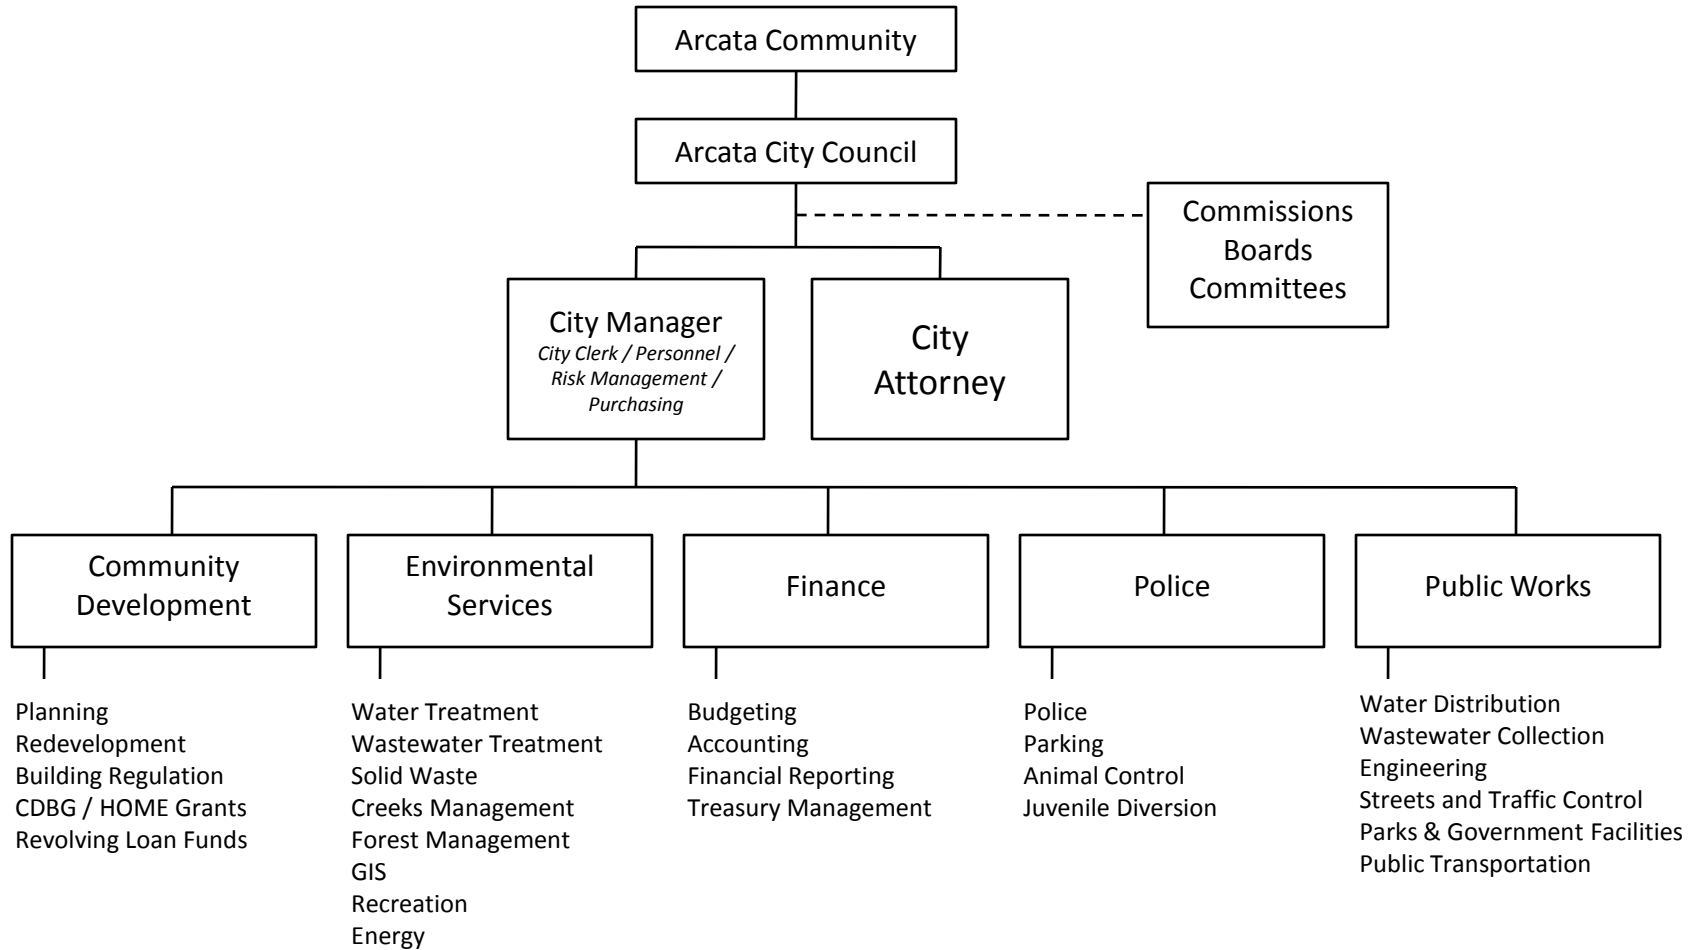 Arcata Community
Arcata City Council
Commissions
Boards
Committees
City Manager
City Clerk / Personnel /
Risk Management /
Purchasing
City
Attorney
Community
Development
Environmental
Services
Finance
Police
Public Works
Planning
Redevelopment
Building Regulation
CDBG / HOME Grants
Revolving Loan Funds
Water Treatment
Wastewater Treatment
Solid Waste
Creeks Management
Forest Management
GIS
Recreation
Energy
Budgeting
Accounting
Financial Reporting
Treasury Management
Police
Parking
Animal Control
Juvenile Diversion
Water Distribution
Wastewater Collection
Engineering
Streets and Traffic Control
Parks & Government Facilities
Public Transportation